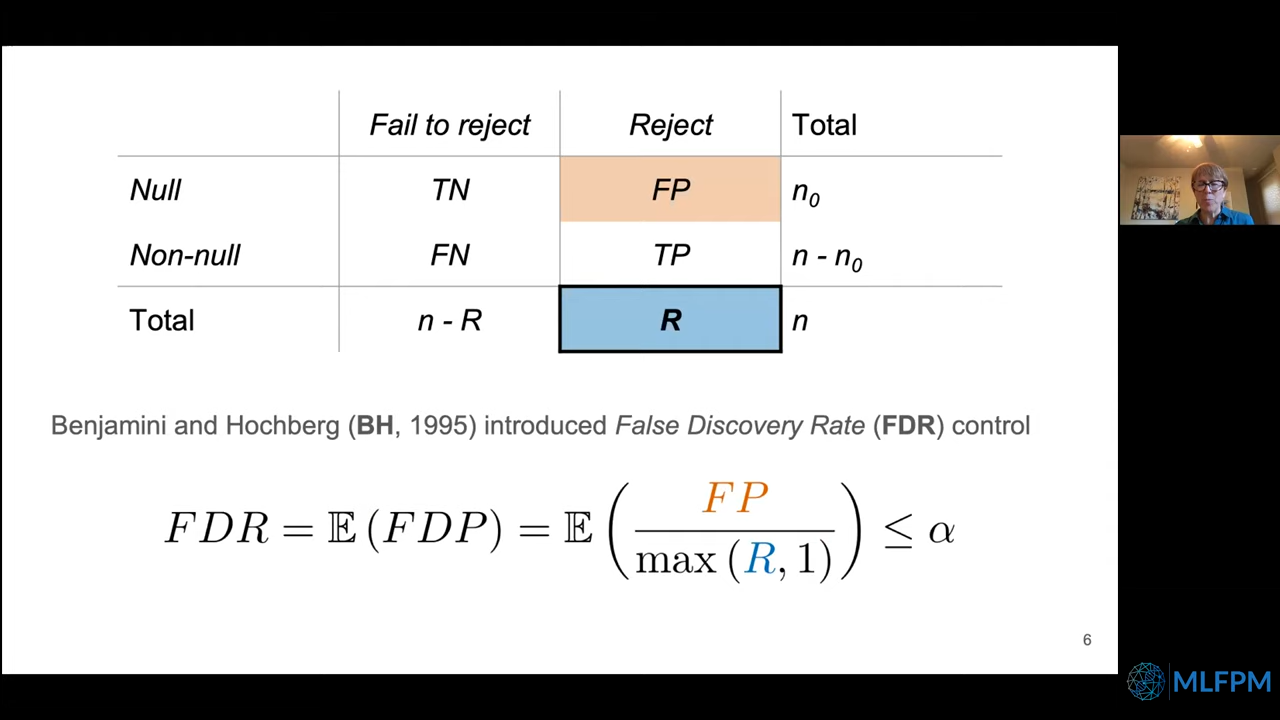 Fail to reject Reject Total
Null TN FP n₀
Non-null FN TP n - n₀
Total n - R R n
Benjamini and Hochberg (BH, 1995) introduced False Discovery Rate (FDR) control
FDR = 𝔼 (FDP) = 𝔼 ( FP / max (R, 1) ) ≤ α
6
MLFPM